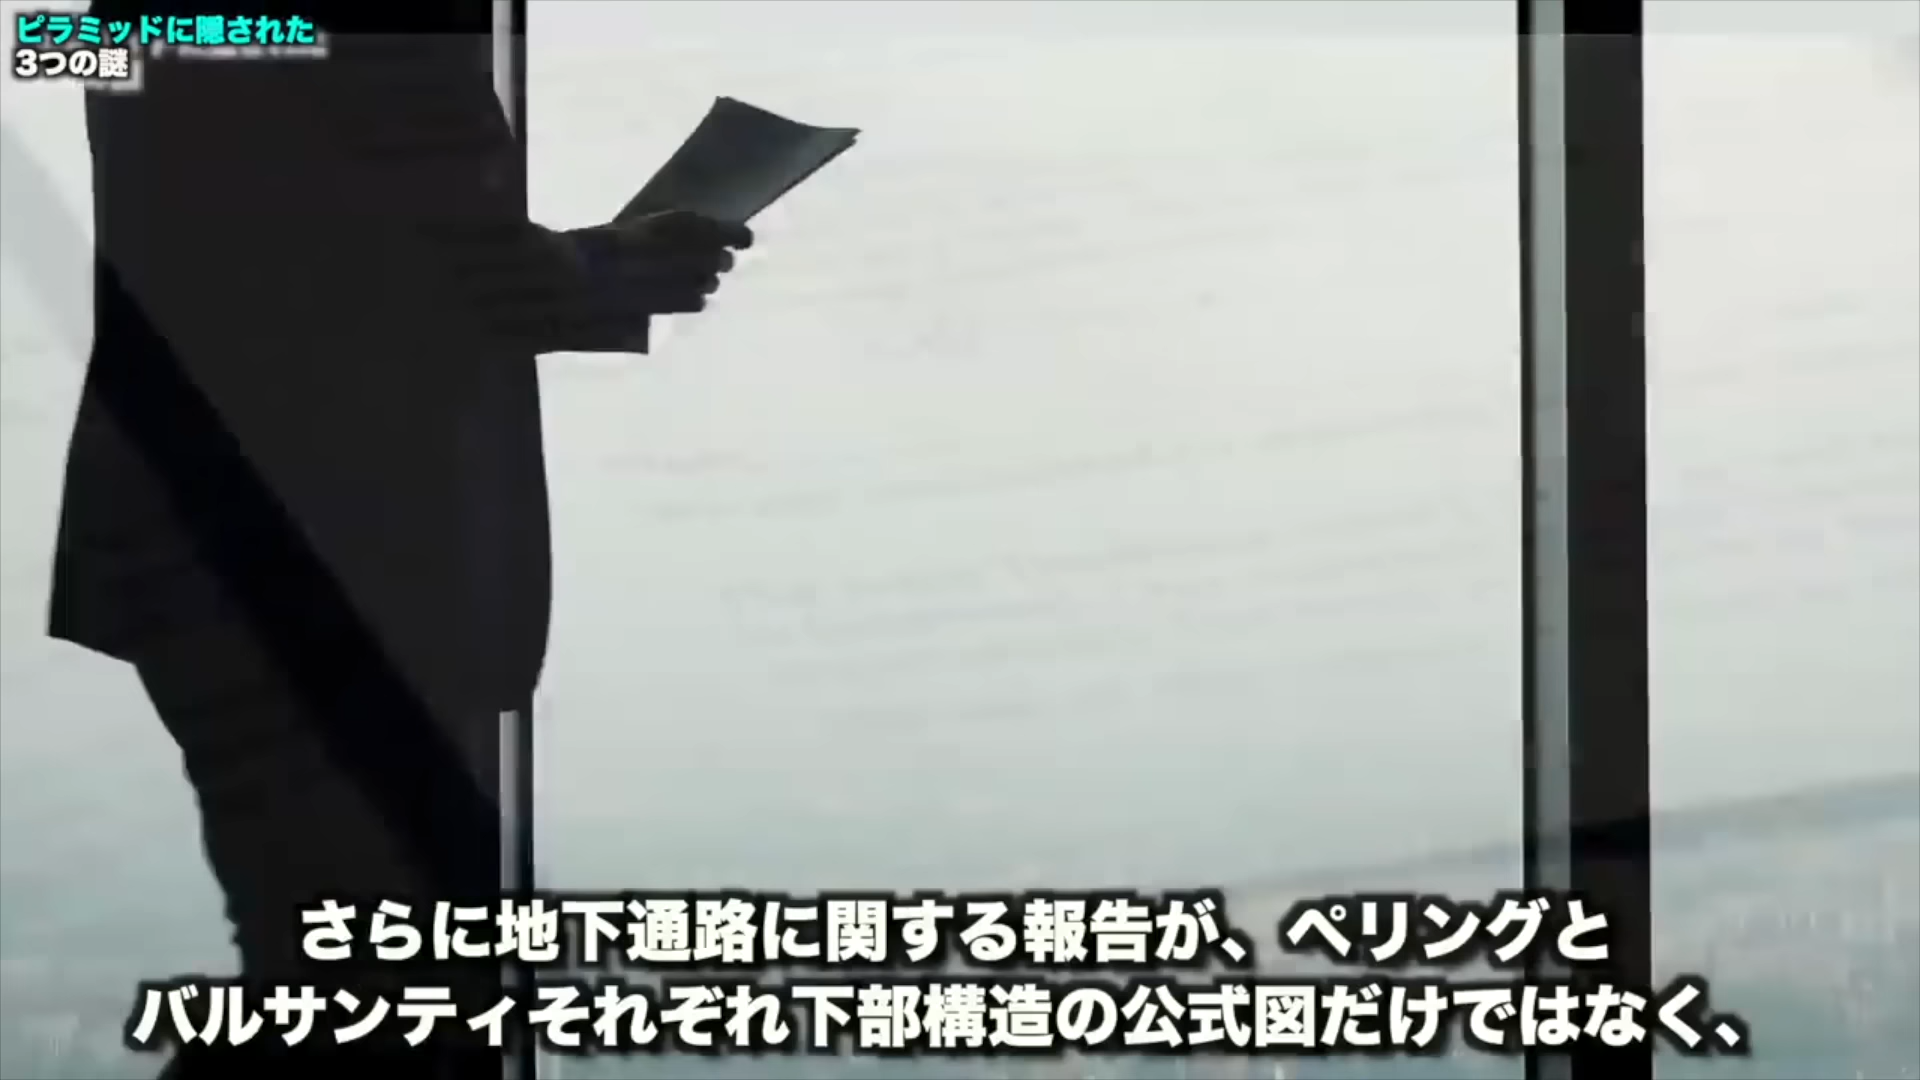 ピラミッドに隠された
3つの謎
さらに地下通路に関する報告が、ペリングと
バルサンティそれぞれ下部構造の公式図だけではなく、